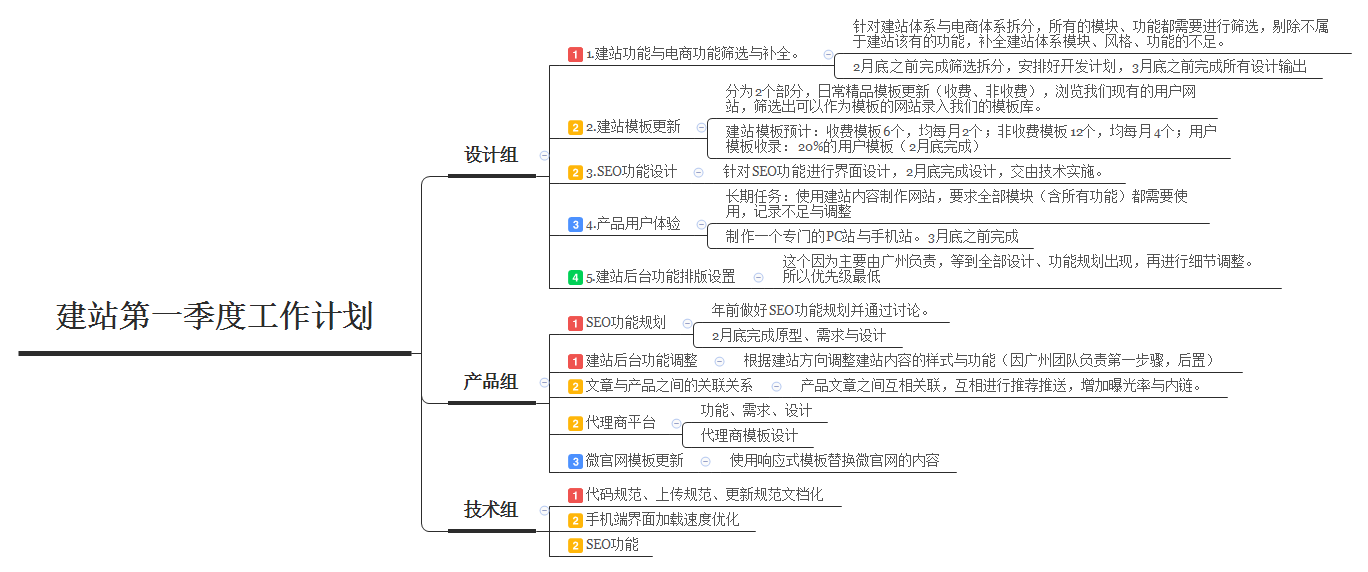 建站第一季度工作计划
设计组
1 1.建站功能与电商功能筛选与补全。
针对建站体系与电商体系拆分，所有的模块、功能都需要进行筛选，剔除不属
于建站该有的功能，补全建站体系模块、风格、功能的不足。
2月底之前完成筛选拆分，安排好开发计划，3月底之前完成所有设计输出
2 2.建站模板更新
分为2个部分，日常精品模板更新（收费、非收费），浏览我们现有的用户网
站，筛选出可以作为模板的网站录入我们的模板库。
建站模板预计：收费模板6个，均每月2个；非收费模板12个，均每月4个；用户
模板收录：20%的用户模板（2月底完成）
2 3.SEO功能设计
针对SEO功能进行界面设计，2月底完成设计，交由技术实施。
3 4.产品用户体验
长期任务：使用建站内容制作网站，要求全部模块（含所有功能）都需要使
用，记录不足与调整
制作一个专门的PC站与手机站。3月底之前完成
4 5.建站后台功能排版设置
这个因为主要由广州负责，等到全部设计、功能规划出现，再进行细节调整。
所以优先级最低
产品组
1 SEO功能规划
年前做好SEO功能规划并通过讨论。
2月底完成原型、需求与设计
1 建站后台功能调整
根据建站方向调整建站内容的样式与功能（因广州团队负责第一步骤，后置）
2 文章与产品之间的关联关系
产品文章之间互相关联，互相进行推荐推送，增加曝光率与内链。
2 代理商平台
功能、需求、设计
代理商模板设计
3 微官网模板更新
使用响应式模板替换微官网的内容
技术组
1 代码规范、上传规范、更新规范文档化
2 手机端界面加载速度优化
2 SEO功能